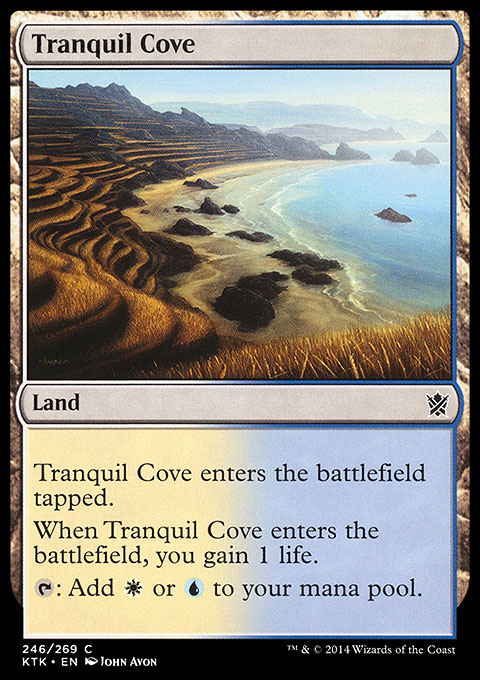 Tranquil Cove
AVON
Land
Tranquil Cove enters the battlefield
tapped.
When Tranquil Cove enters the
battlefield, you gain 1 life.
: Add or to your mana pool.
246/269 C
KTK • EN John Avon
™ & © 2014 Wizards of the Coast